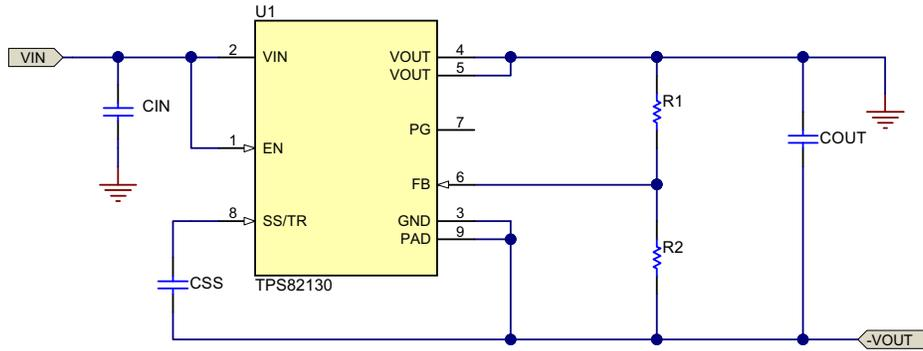 U1
VIN
2
VIN
VOUT
4
VOUT
5
CIN
R1
PG
7
COUT
1
EN
FB
6
8
SS/TR
GND
3
PAD
9
R2
CSS
TPS82130
-VOUT